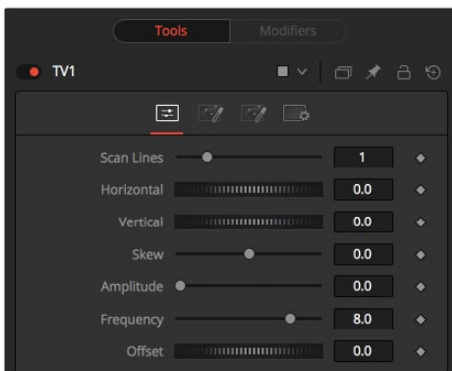 Tools Modifiers
TV1
Scan Lines 1
Horizontal 0.0
Vertical 0.0
Skew 0.0
Amplitude 0.0
Frequency 8.0
Offset 0.0